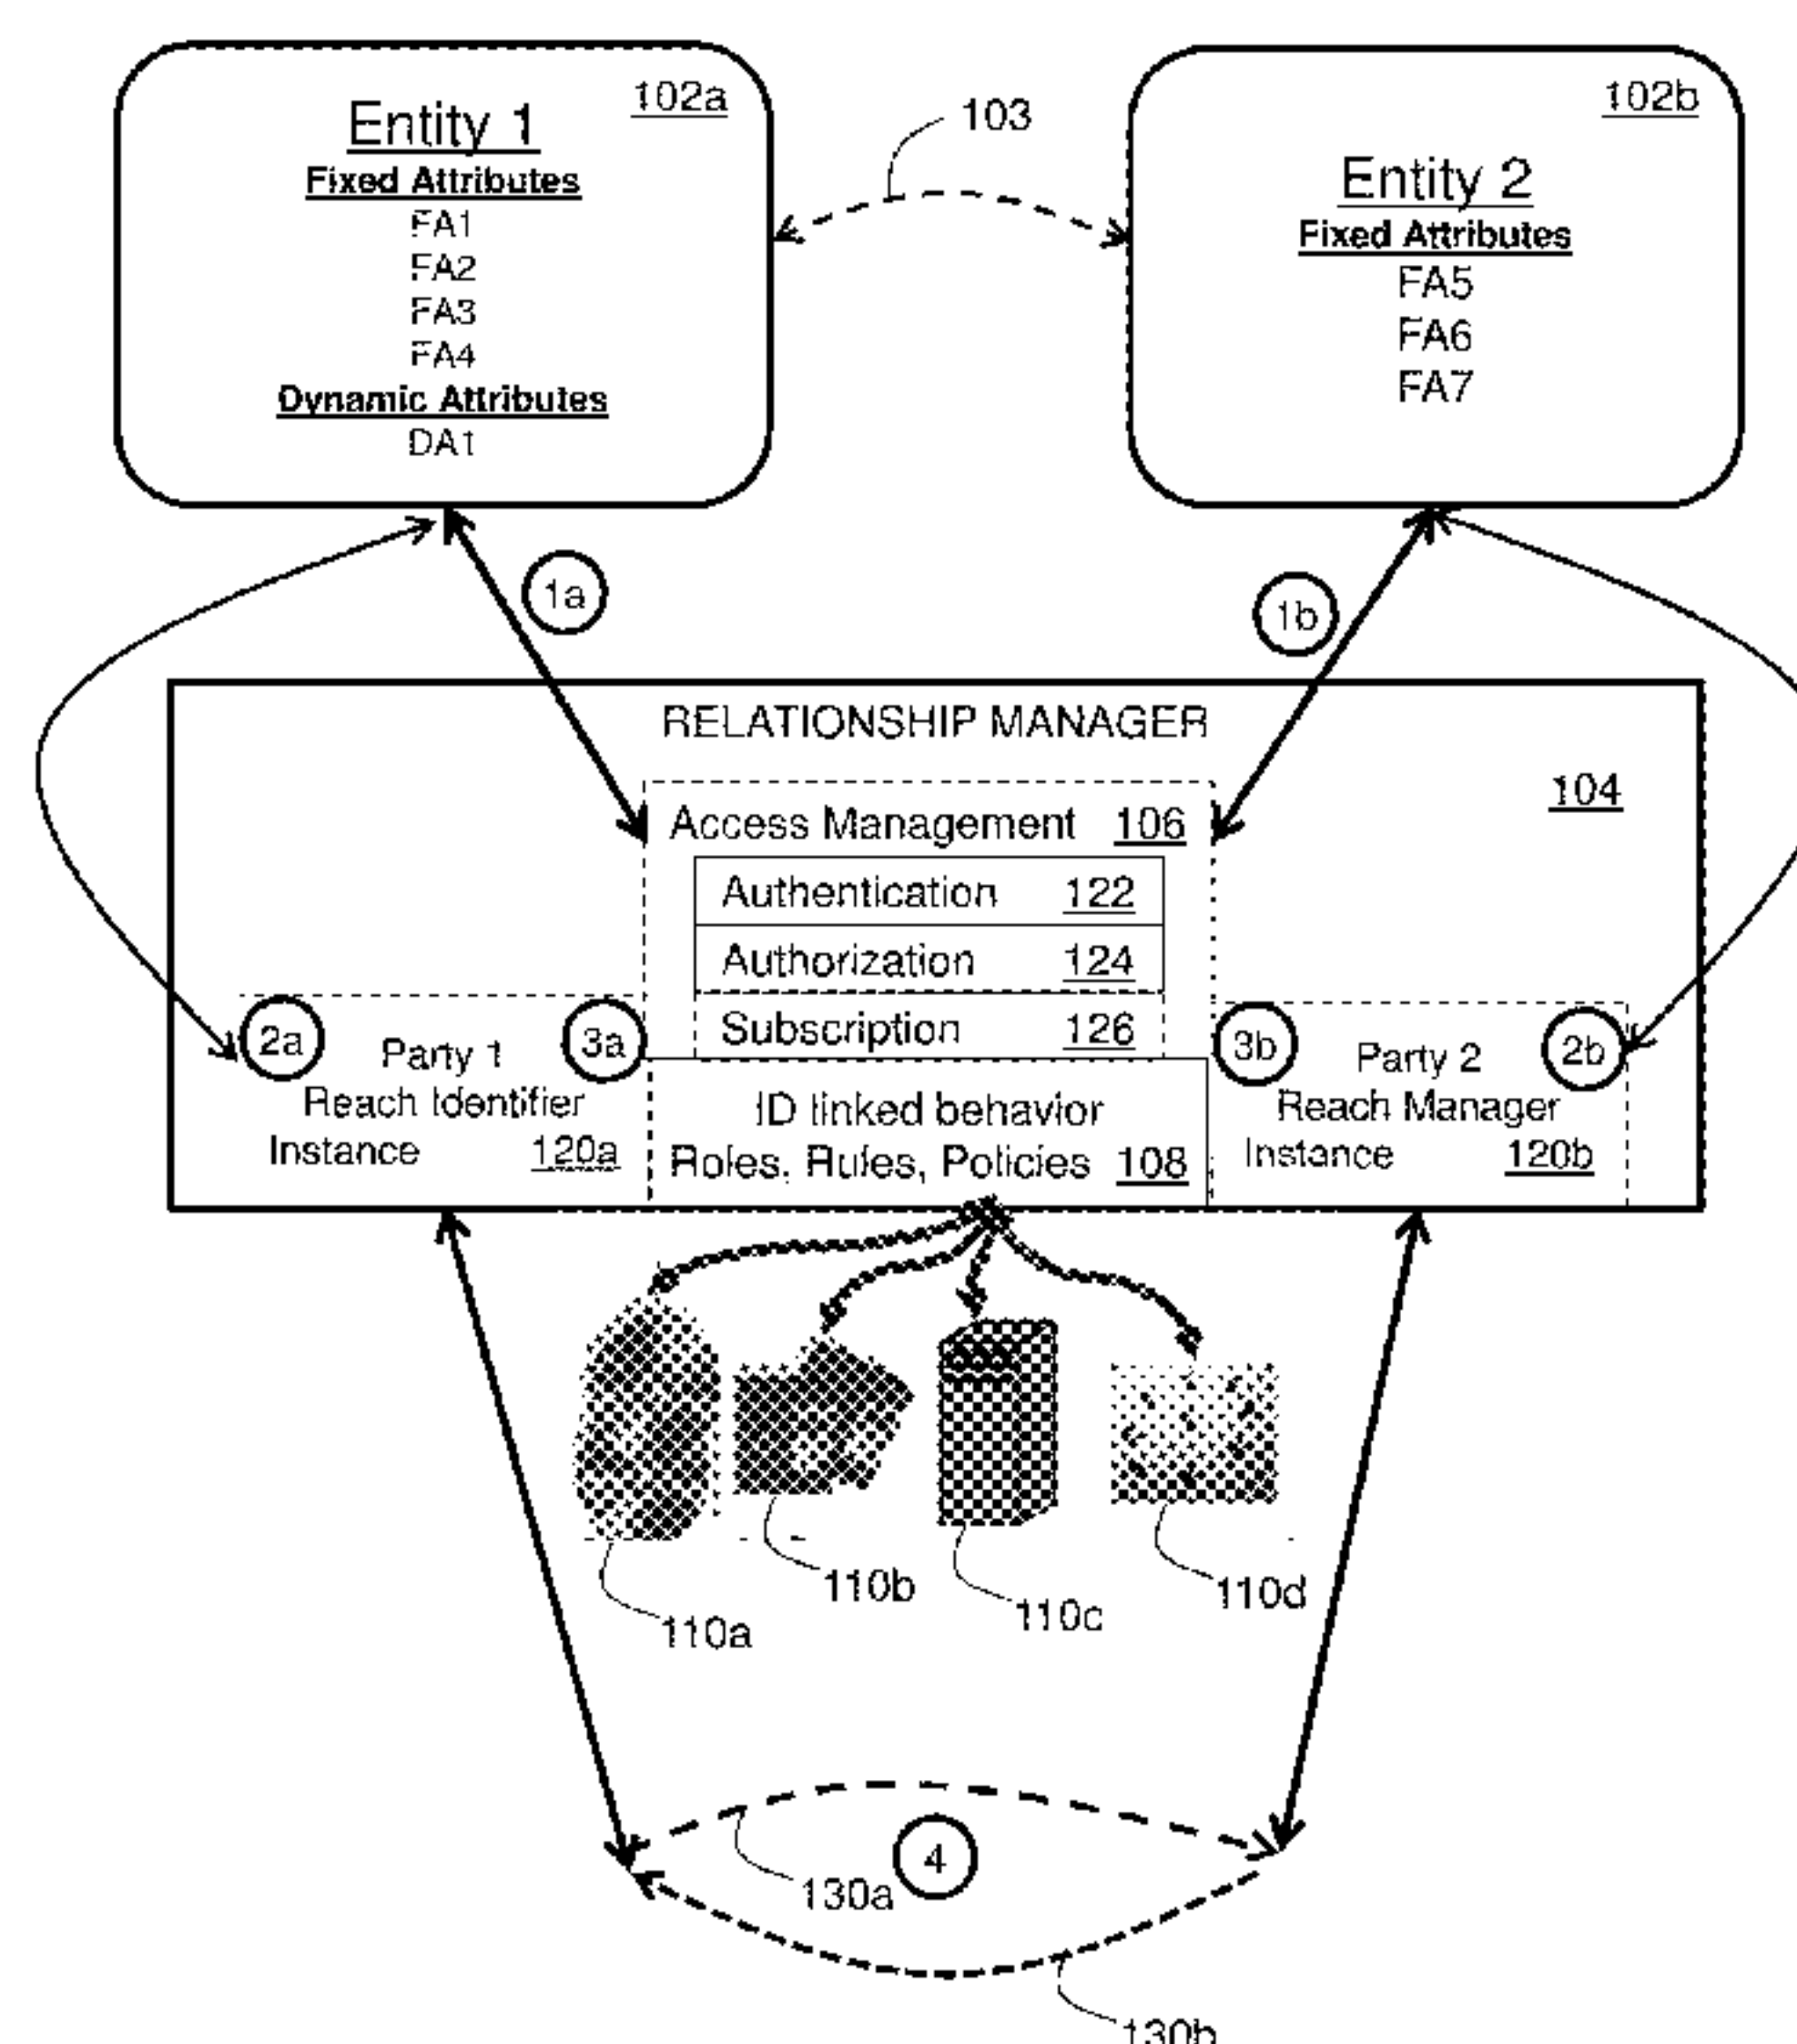 102a
Entity 1
Fixed Attributes
FA1
FA2
FA3
FA4
Dynamic Attributes
DA1
103
102b
Entity 2
Fixed Attributes
FA5
FA6
FA7
1a
1b
RELATIONSHIP MANAGER
104
Access Management 106
Authentication 122
Authorization 124
Subscription 126
2a
3a
Party 1
Reach Identifier
Instance 120a
ID linked behavior
Roles, Rules, Policies 108
3b
2b
Party 2
Reach Manager
Instance 120b
110a
110b
110c
110d
4
130a
130b